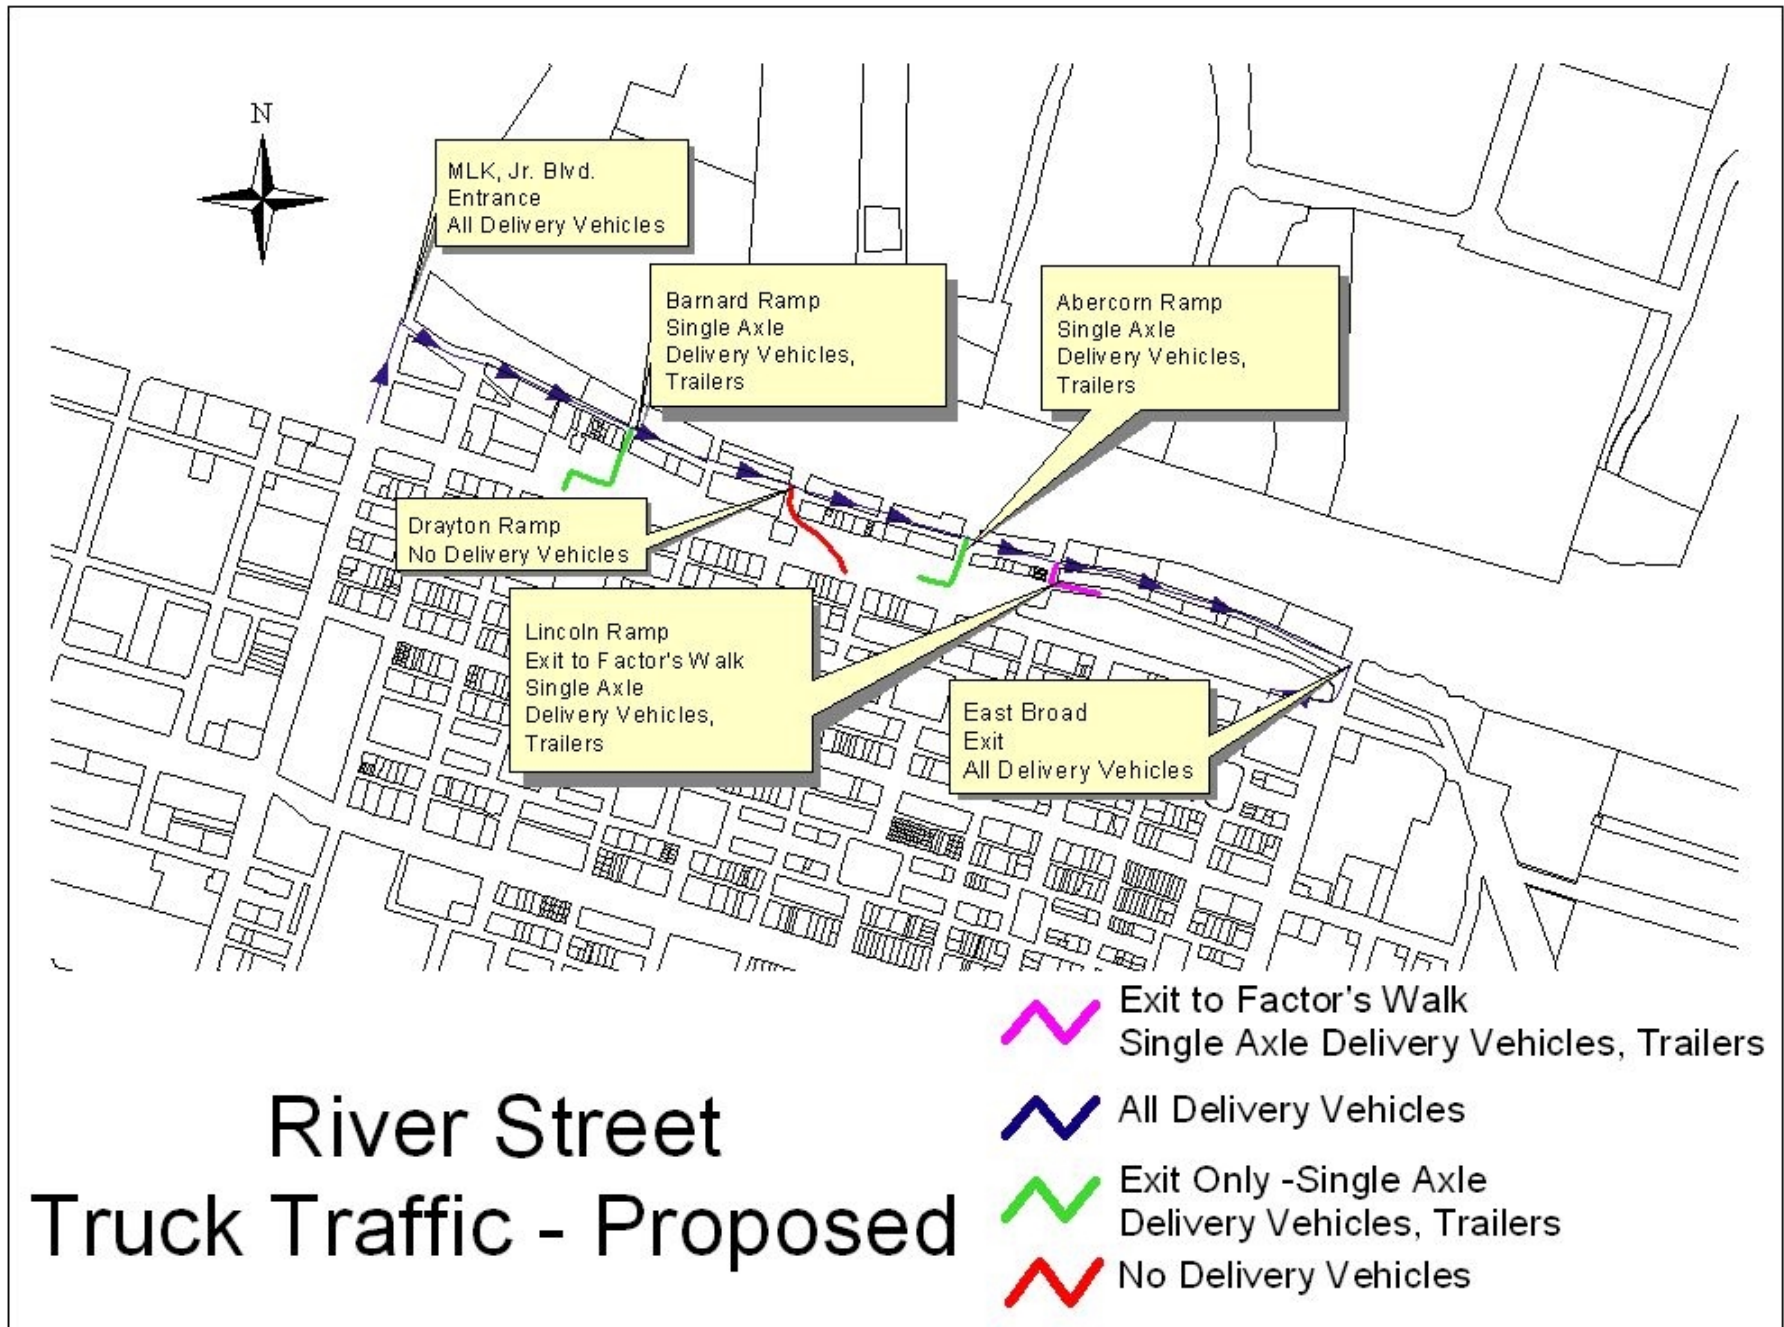 N
MLK, Jr. Blvd.
Entrance
All Delivery Vehicles
Barnard Ramp
Single Axle
Delivery Vehicles,
Trailers
Abercorn Ramp
Single Axle
Delivery Vehicles,
Trailers
Drayton Ramp
No Delivery Vehicles
Lincoln Ramp
Exit to Factor's Walk
Single Axle
Delivery Vehicles,
Trailers
East Broad
Exit
All Delivery Vehicles
River Street
Truck Traffic - Proposed
Exit to Factor's Walk
Single Axle Delivery Vehicles, Trailers
All Delivery Vehicles
Exit Only -Single Axle
Delivery Vehicles, Trailers
No Delivery Vehicles